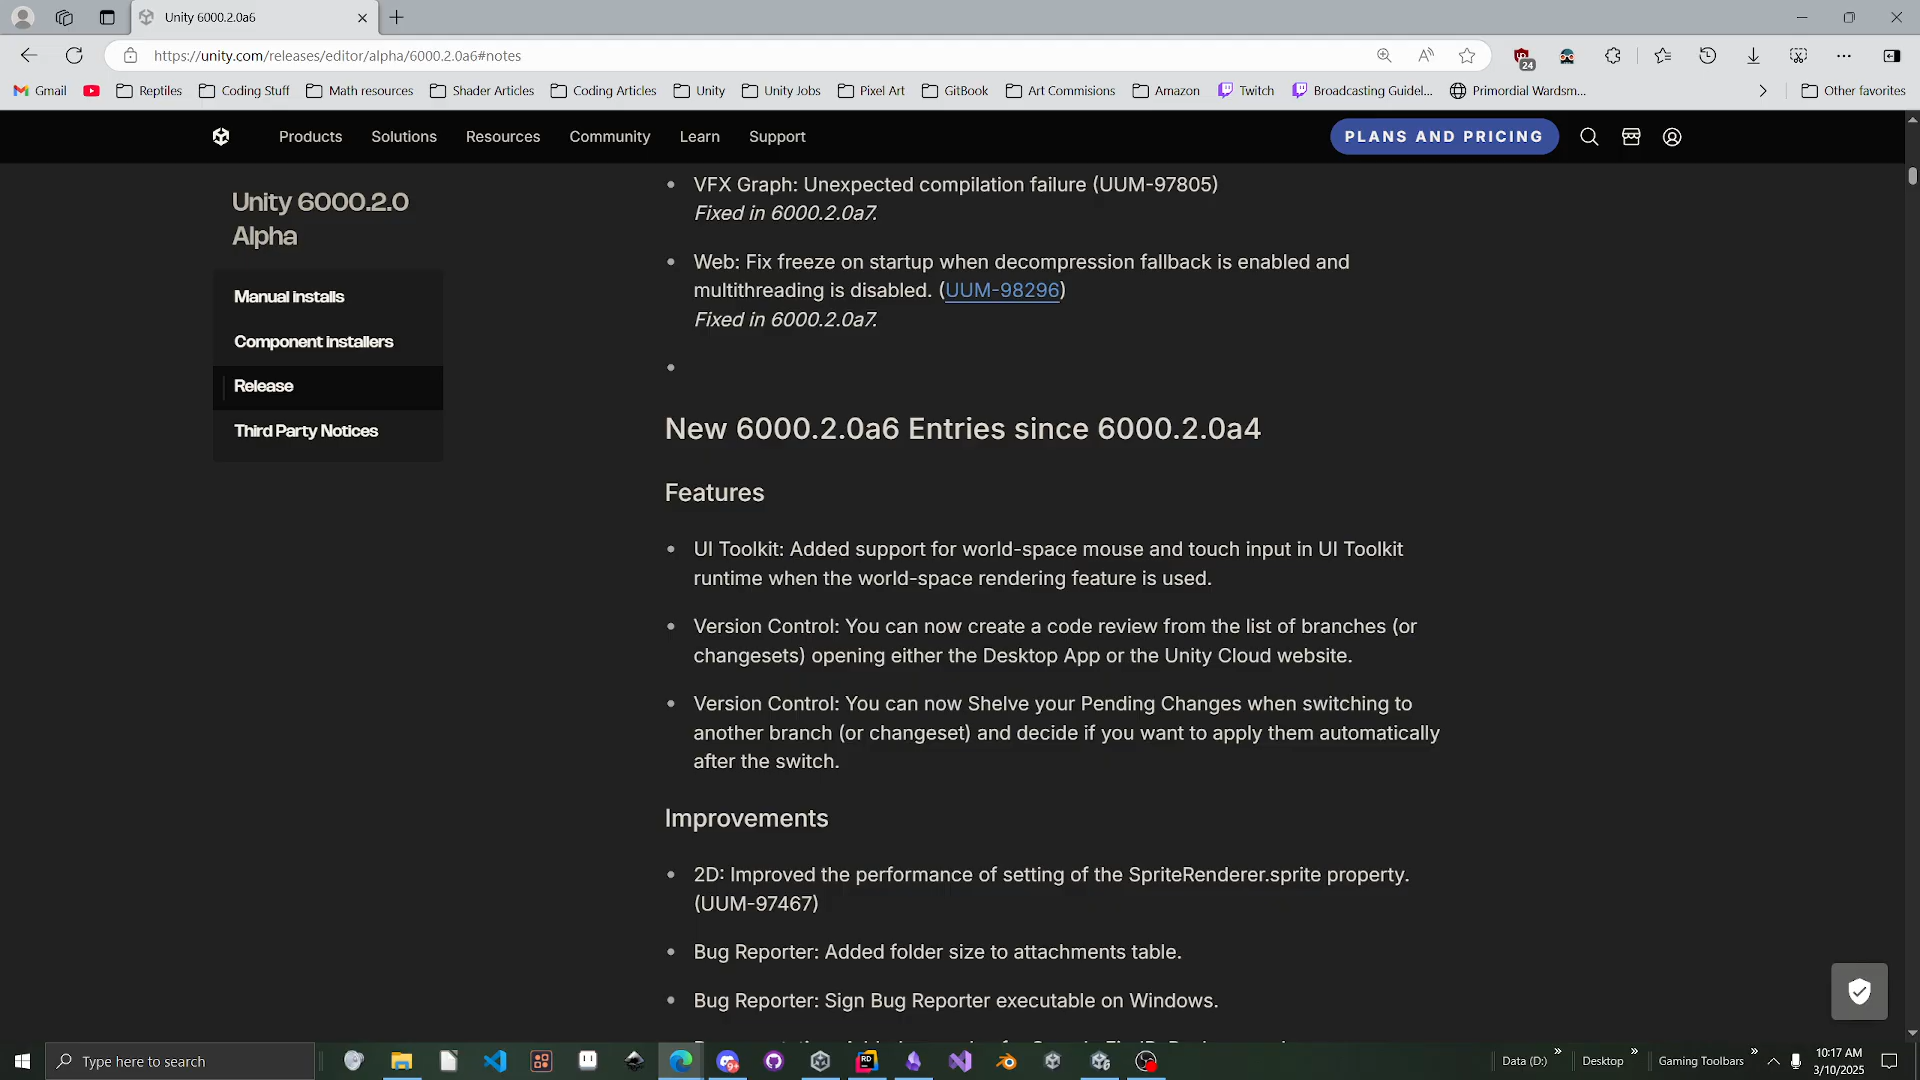 Unity 6000.2.0a6
https://unity.com/releases/editor/alpha/6000.2.0a6#notes
24
Gmail
Reptiles
Coding Stuff
Math resources
Shader Articles
Coding Articles
Unity
Unity Jobs
Pixel Art
GitBook
Art Commisions
Amazon
Twitch
Broadcasting Guidel...
Primordial Wardsm...
Other favorites
Products
Solutions
Resources
Community
Learn
Support
PLANS AND PRICING
Unity 6000.2.0
Alpha
Manual installs
Component installers
Release
Third Party Notices
VFX Graph: Unexpected compilation failure (UUM-97805)
Fixed in 6000.2.0a7.
Web: Fix freeze on startup when decompression fallback is enabled and
multithreading is disabled. (UUM-98296)
Fixed in 6000.2.0a7.
New 6000.2.0a6 Entries since 6000.2.0a4
Features
UI Toolkit: Added support for world-space mouse and touch input in UI Toolkit
runtime when the world-space rendering feature is used.
Version Control: You can now create a code review from the list of branches (or
changesets) opening either the Desktop App or the Unity Cloud website.
Version Control: You can now Shelve your Pending Changes when switching to
another branch (or changeset) and decide if you want to apply them automatically
after the switch.
Improvements
2D: Improved the performance of setting of the SpriteRenderer.sprite property.
(UUM-97467)
Bug Reporter: Added folder size to attachments table.
Bug Reporter: Sign Bug Reporter executable on Windows.
Type here to search
Data (D:)
Desktop
Gaming Toolbars
10:17 AM
3/10/2025